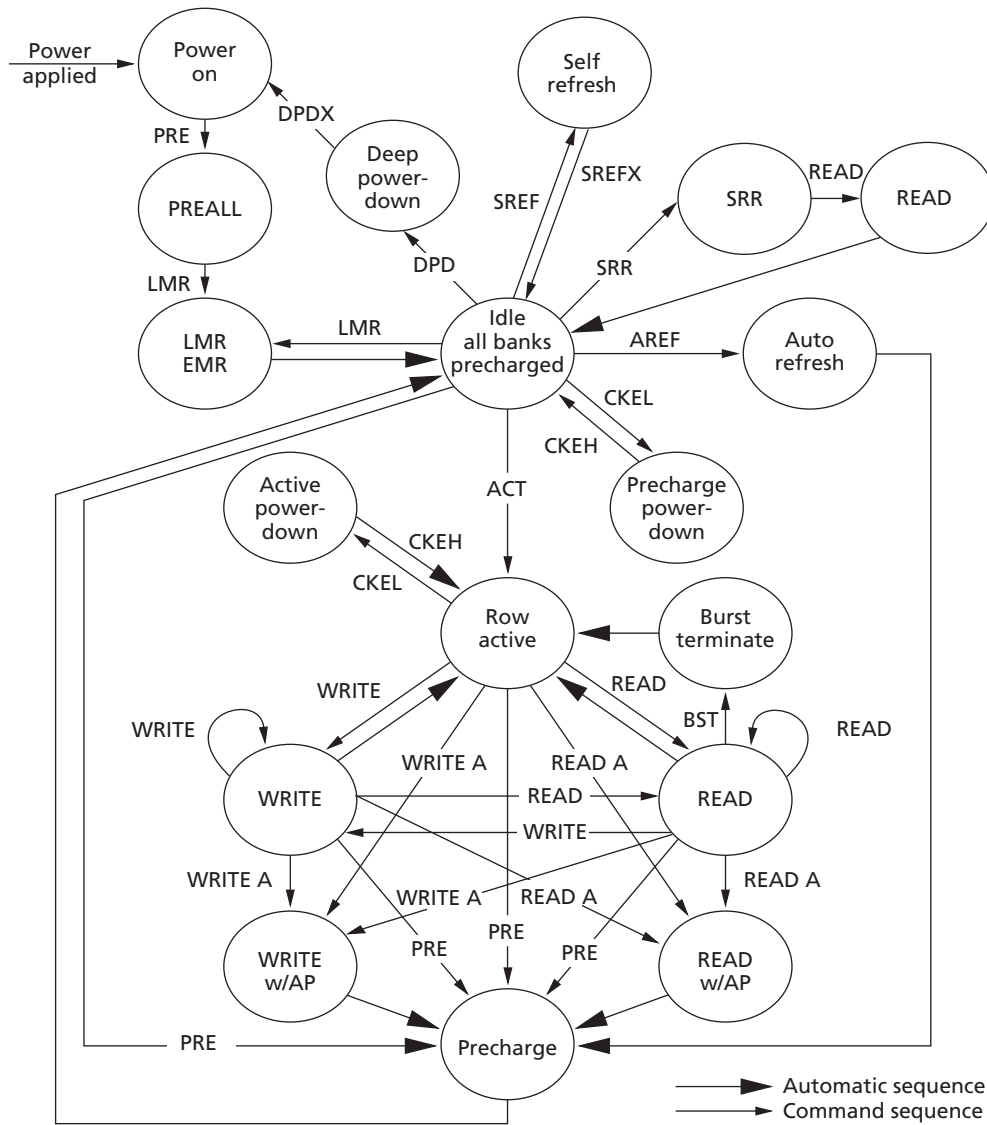 Power
applied
Power
on
Self
refresh
DPDX
PRE
Deep
power-
down
SREF
SREFX
READ
PREALL
SRR
READ
LMR
DPD
SRR
LMR
EMR
LMR
Idle
all banks
precharged
AREF
Auto
refresh
CKEL
CKEH
Active
power-
down
ACT
Precharge
power-
down
CKEH
CKEL
Row
active
Burst
terminate
WRITE
READ
WRITE
BST
READ
WRITE A
READ A
WRITE
READ
READ
WRITE
WRITE A
WRITE A
READ A
READ A
PRE
PRE
PRE
WRITE
w/AP
READ
w/AP
PRE
Precharge
Automatic sequence
Command sequence